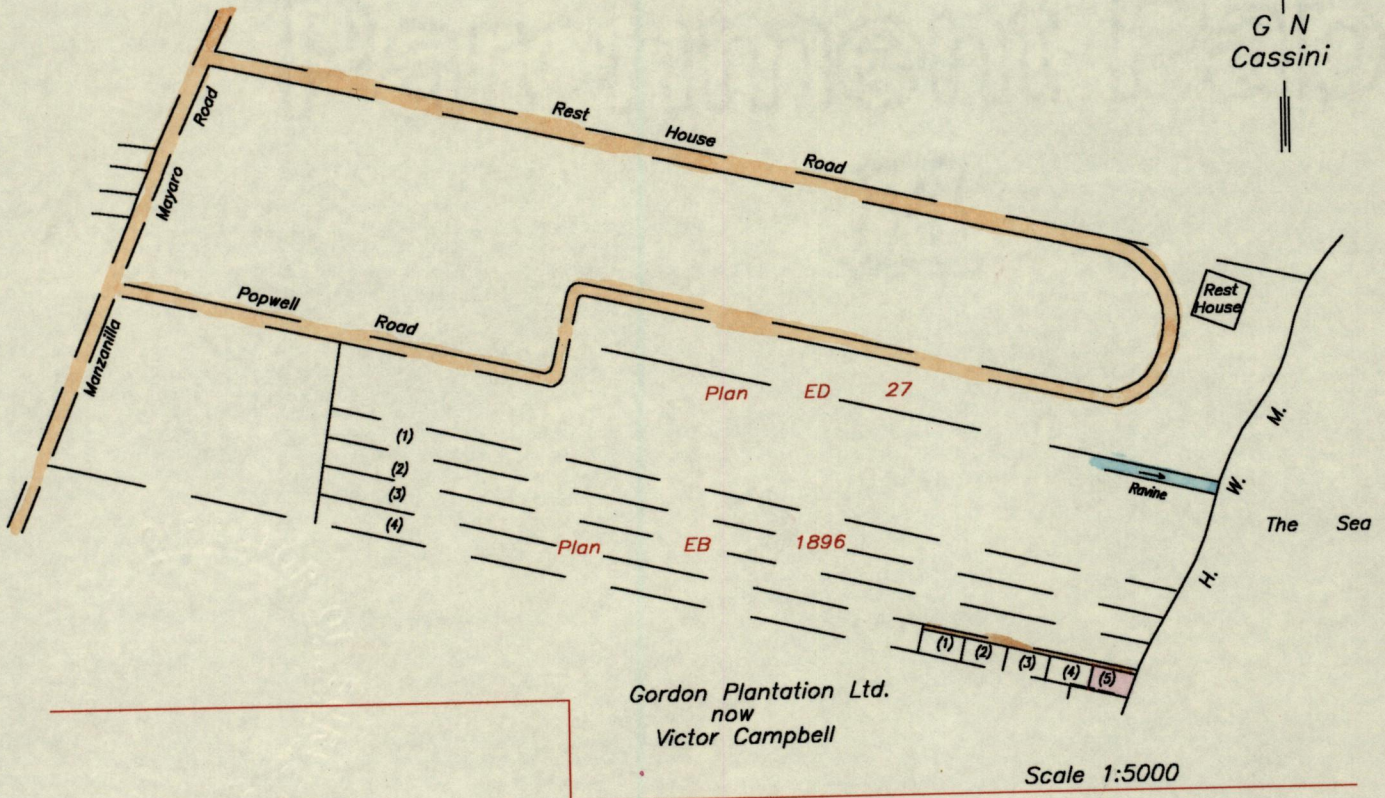 G N
Cassini
Rest House Road
Manzanilla Mayaro Road
Popwell Road
Rest
House
Plan ED 27
H. W. M.
Ravine
The Sea
(1)
(2)
(3)
(4)
Plan EB 1896
(1) (2) (3) (4) (5)
Gordon Plantation Ltd.
now
Victor Campbell
Scale 1:5000